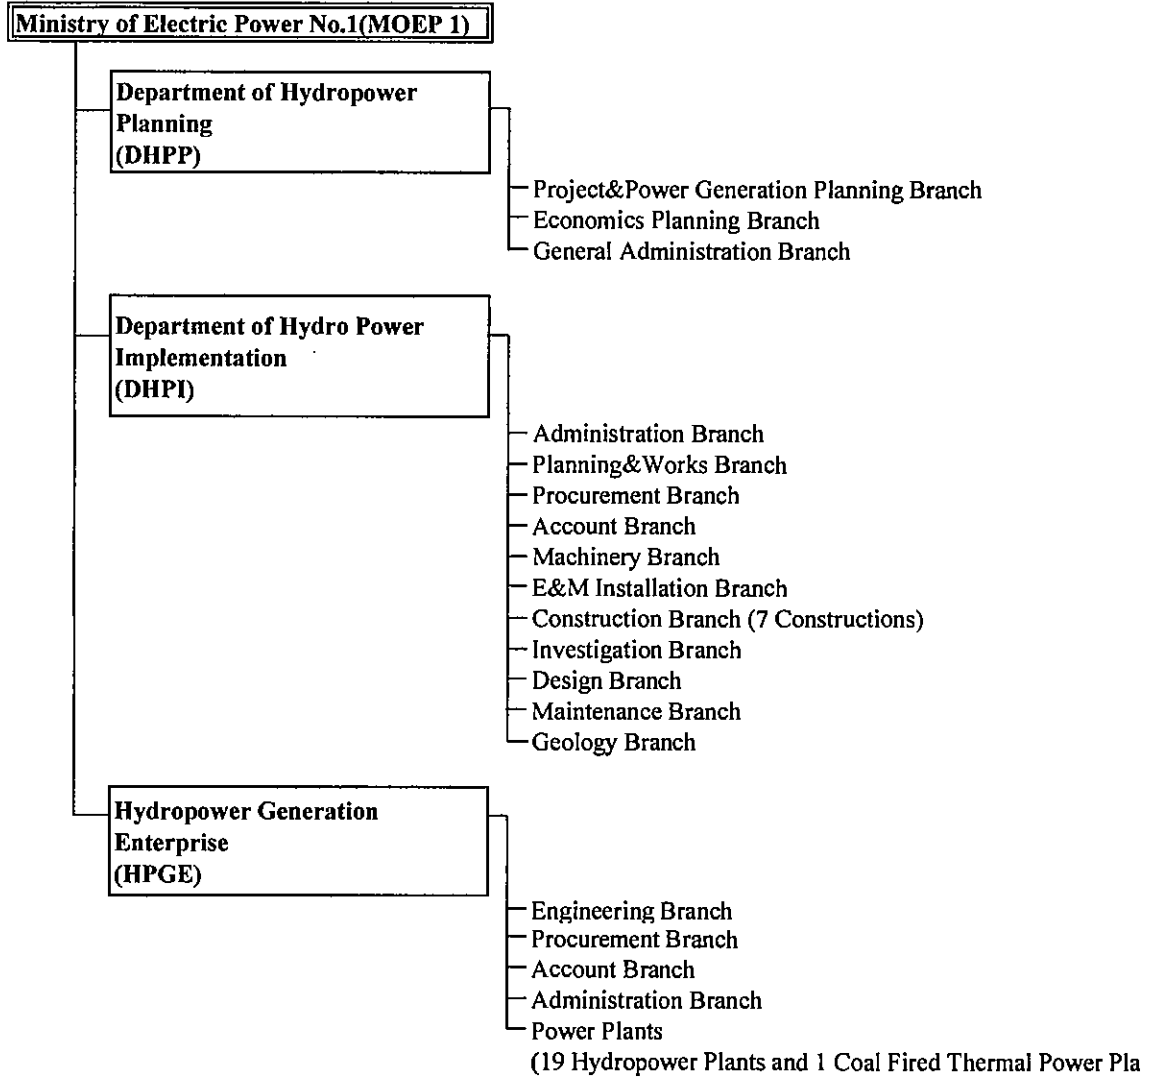 Ministry of Electric Power No.1(MOEP 1)
Department of Hydropower
Planning
(DHPP)
Project&Power Generation Planning Branch
Economics Planning Branch
General Administration Branch
Department of Hydro Power
Implementation
(DHPI)
Administration Branch
Planning&Works Branch
Procurement Branch
Account Branch
Machinery Branch
E&M Installation Branch
Construction Branch (7 Constructions)
Investigation Branch
Design Branch
Maintenance Branch
Geology Branch
Hydropower Generation
Enterprise
(HPGE)
Engineering Branch
Procurement Branch
Account Branch
Administration Branch
Power Plants
(19 Hydropower Plants and 1 Coal Fired Thermal Power Pla